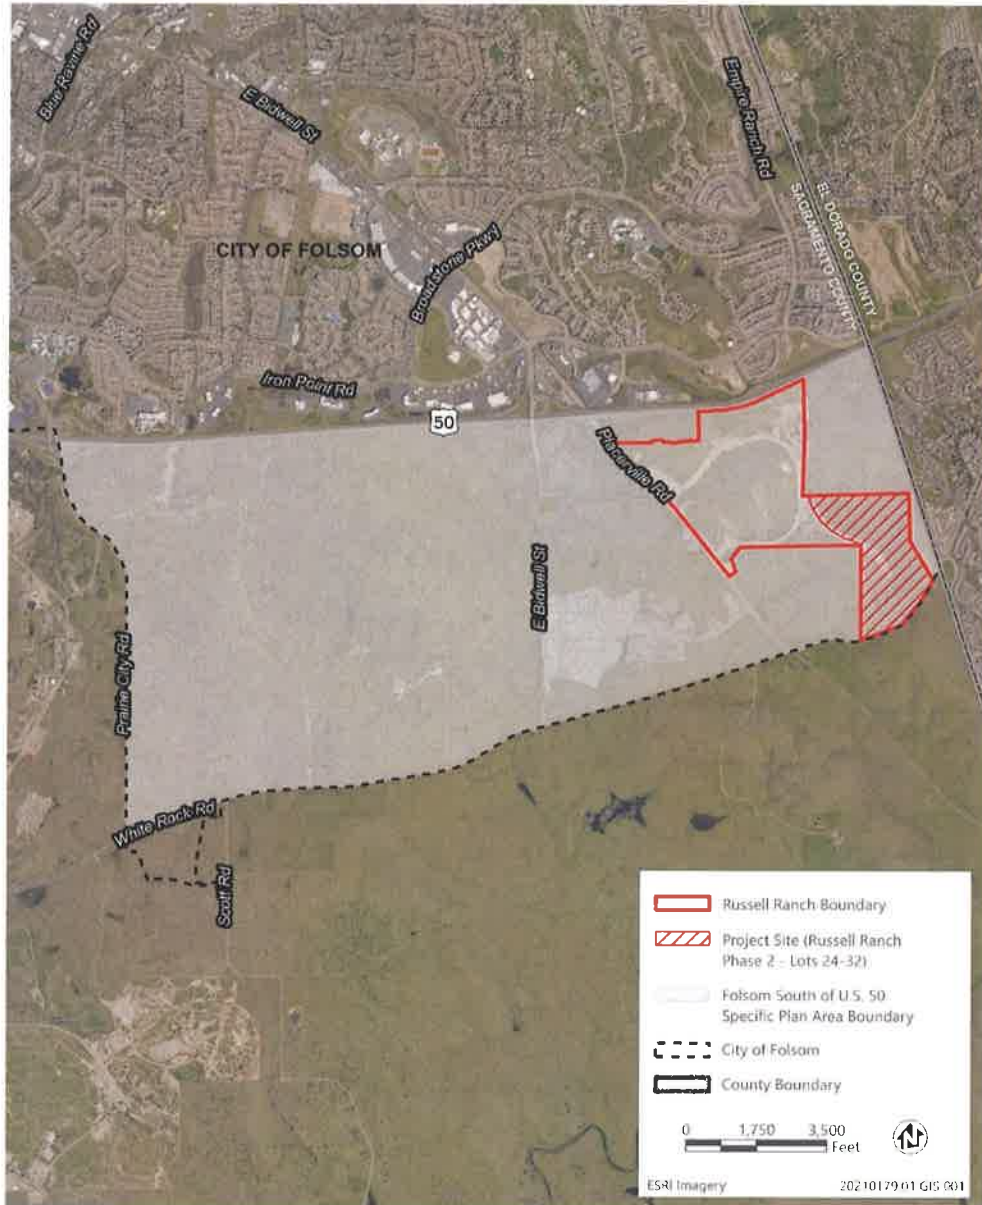 Blue Ravine Rd
E Bidwell St
Empire Ranch Rd
EL DORADO COUNTY
SACRAMENTO COUNTY
CITY OF FOLSOM
Broadstone Pkwy
Iron Point Rd
50
Placerville Rd
E Bidwell St
Prairie City Rd
White Rock Rd
Scott Rd
Russell Ranch Boundary
Project Site (Russell Ranch
Phase 2 - Lots 24-32)
Folsom South of U.S. 50
Specific Plan Area Boundary
City of Folsom
County Boundary
0 1,750 3,500
Feet
N
ESRI Imagery
20210179.01 GIS 001